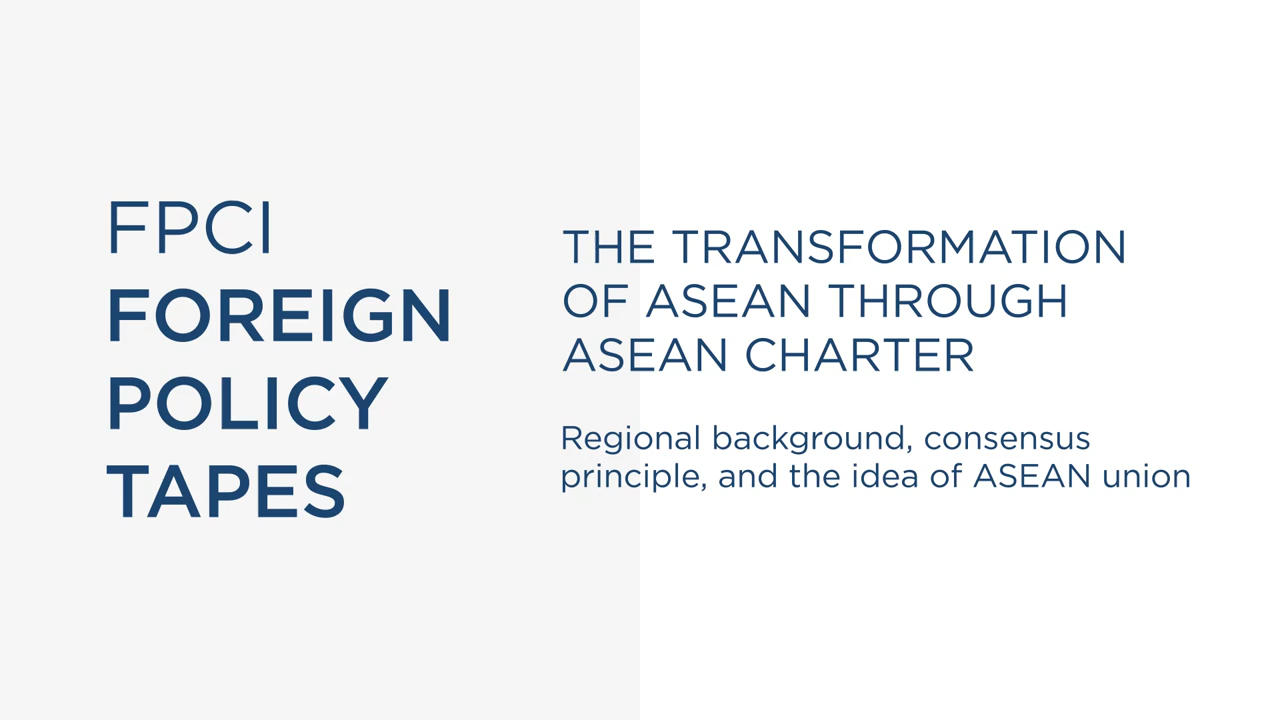 FPCI
FOREIGN
POLICY
TAPES
THE TRANSFORMATION
OF ASEAN THROUGH
ASEAN CHARTER
Regional background, consensus
principle, and the idea of ASEAN union